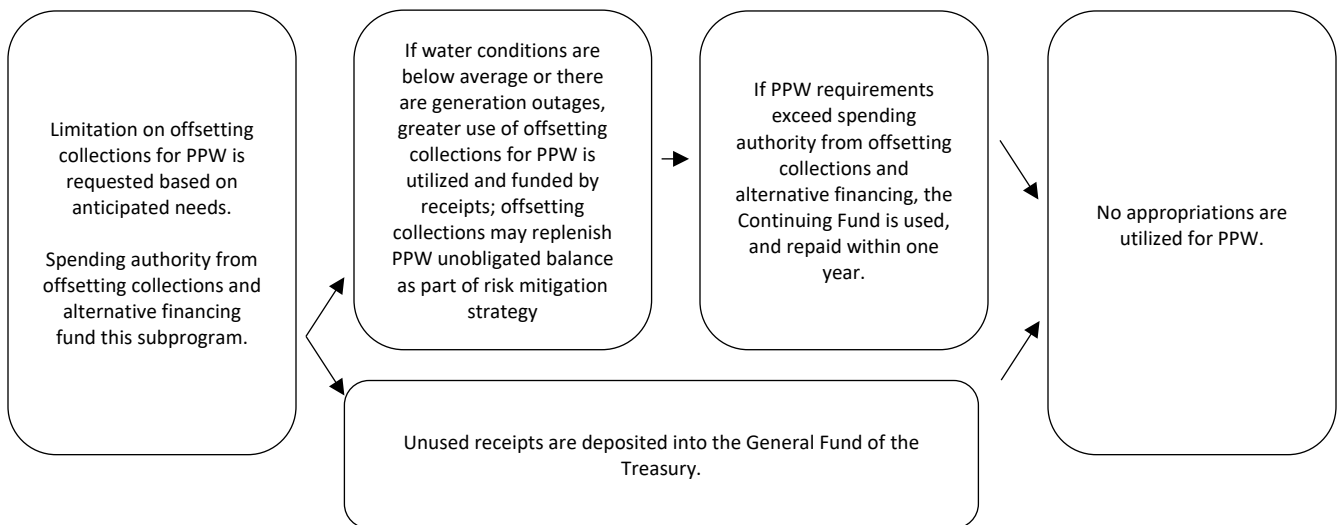 Limitation on offsetting
collections for PPW is
requested based on
anticipated needs.
Spending authority from
offsetting collections and
alternative financing
fund this subprogram.
If water conditions are
below average or there
are generation outages,
greater use of offsetting
collections for PPW is
utilized and funded by
receipts; offsetting
collections may replenish
PPW unobligated balance
as part of risk mitigation
strategy
If PPW requirements
exceed spending
authority from offsetting
collections and
alternative financing, the
Continuing Fund is used,
and repaid within one
year.
Unused receipts are deposited into the General Fund of the
Treasury.
No appropriations are
utilized for PPW.